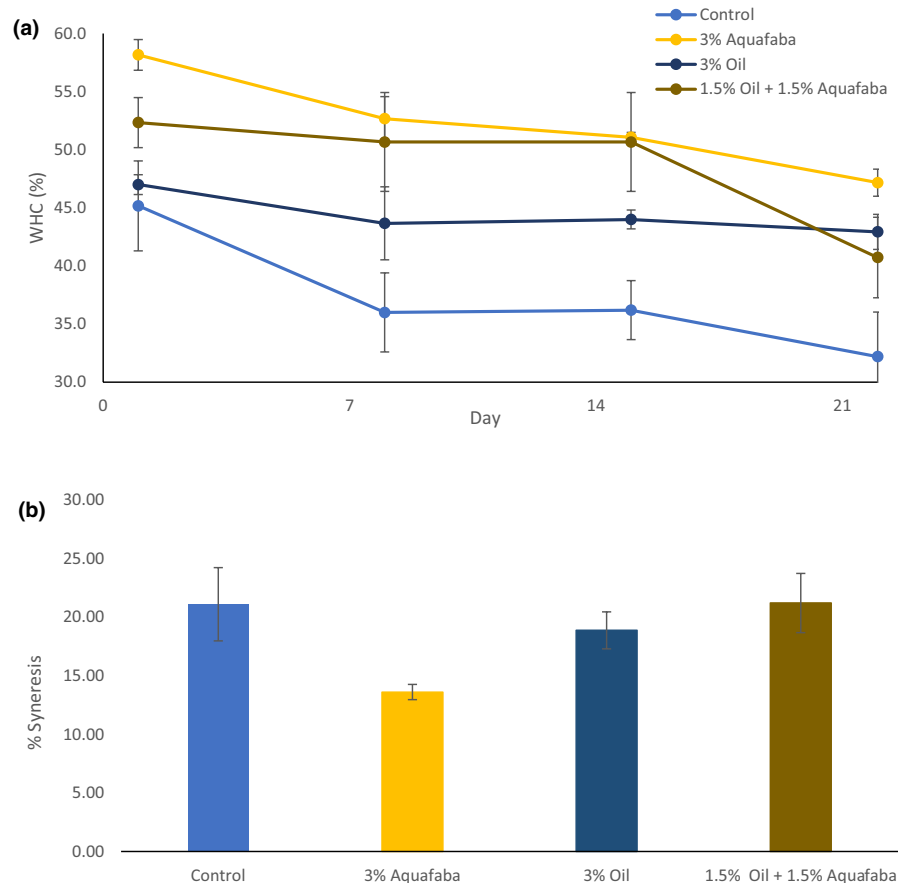 (a)
Control
3% Aquafaba
3% Oil
1.5% Oil + 1.5% Aquafaba
60.0
55.0
50.0
45.0
40.0
35.0
30.0
WHC (%)
0 7 14 21
Day
(b)
30.00
25.00
20.00
15.00
10.00
5.00
0.00
% Syneresis
Control 3% Aquafaba 3% Oil 1.5% Oil + 1.5% Aquafaba